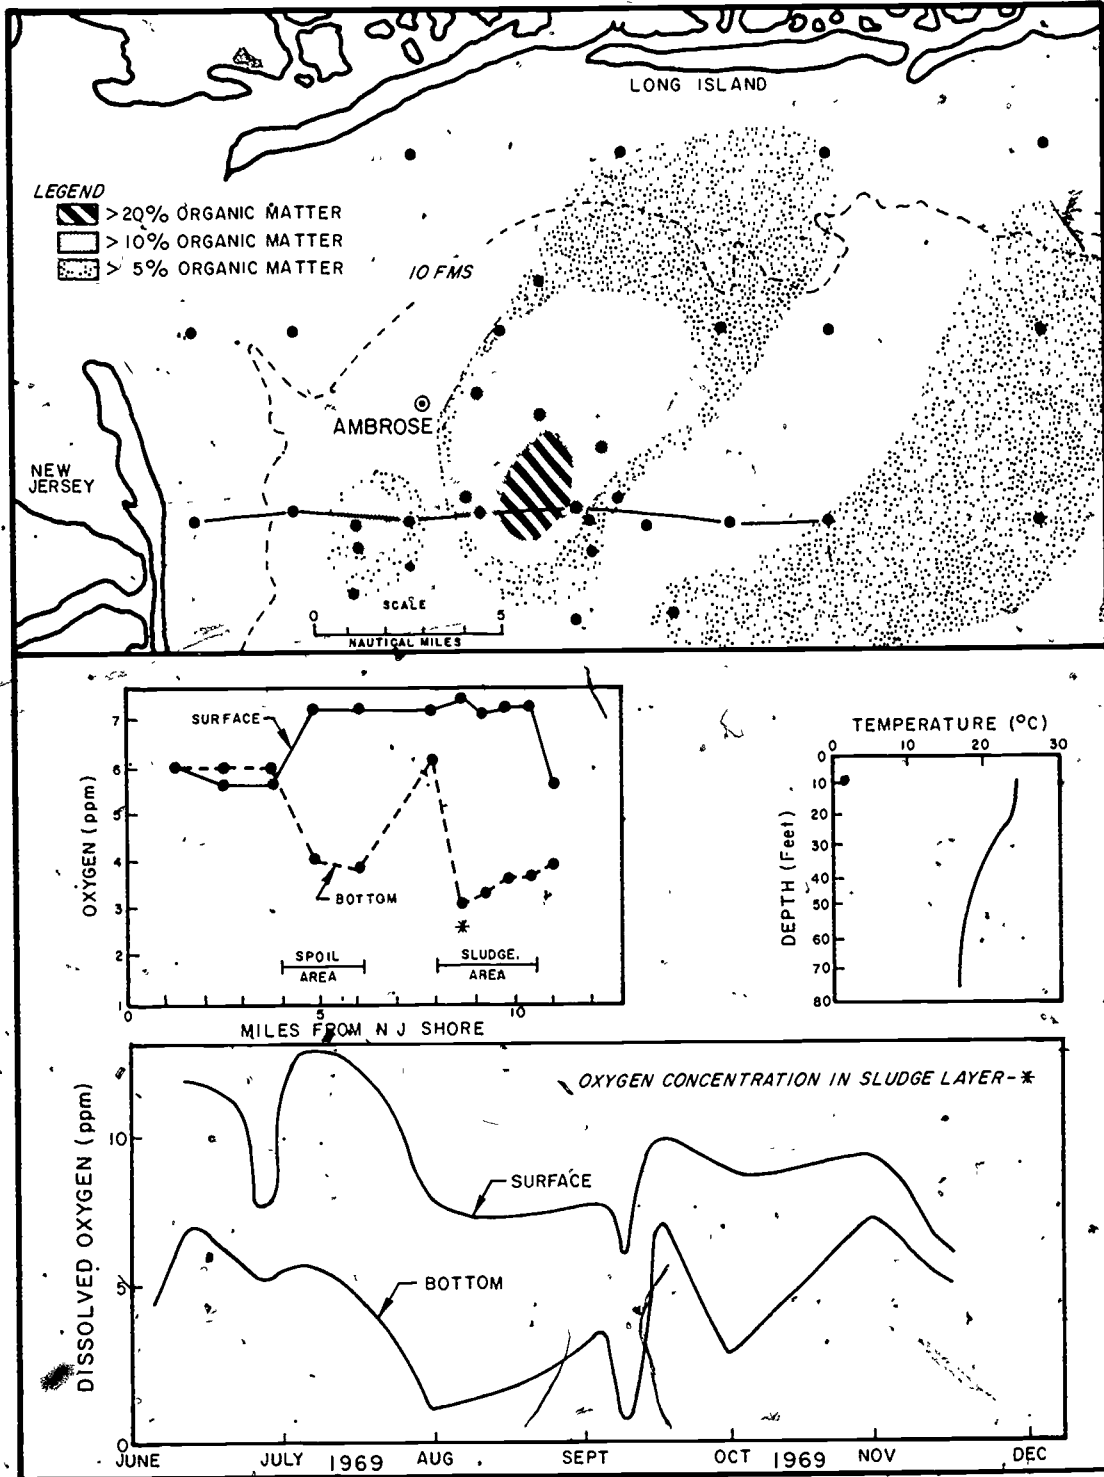 LONG ISLAND
LEGEND
>20% ORGANIC MATTER
>10% ORGANIC MATTER
> 5% ORGANIC MATTER
10 FMS
AMBROSE
NEW
JERSEY
SCALE
0 5
NAUTICAL MILES
SURFACE
OXYGEN (ppm)
7
6
5
4
3
2
1
BOTTOM
*
SPOIL
AREA
SLUDGE
AREA
0 5 10
MILES FROM N J SHORE
TEMPERATURE (°C)
0 10 20 30
DEPTH (Feet)
0
10
20
30
40
50
60
70
80
OXYGEN CONCENTRATION IN SLUDGE LAYER-*
DISSOLVED OXYGEN (ppm)
10
5
0
SURFACE
BOTTOM
JUNE JULY 1969 AUG SEPT OCT 1969 NOV DEC